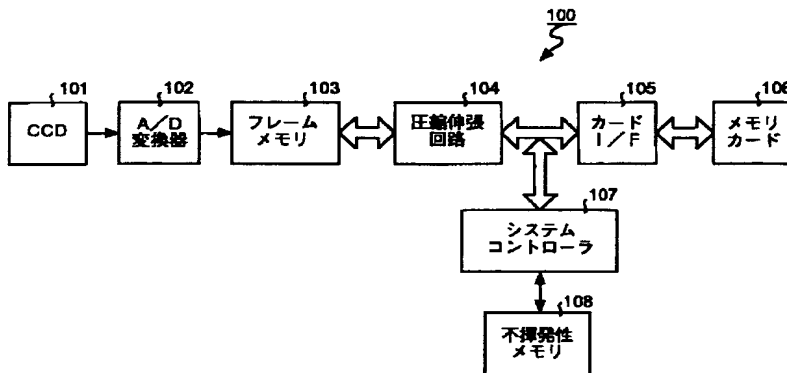 100
101
102
103
104
105
106
CCD
A/D
変換器
フレーム
メモリ
圧縮伸張
回路
カード
I/F
メモリ
カード
107
システム
コントローラ
108
不揮発性
メモリ